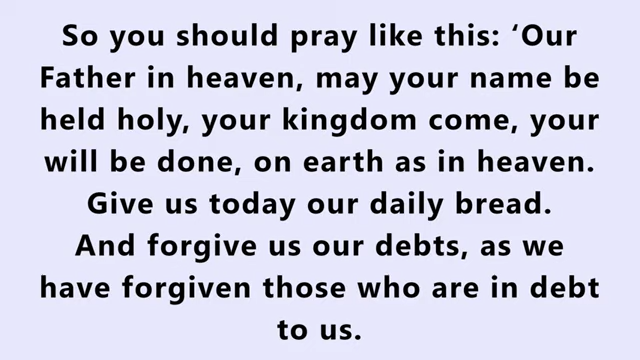 So you should pray like this: ‘Our
Father in heaven, may your name be
held holy, your kingdom come, your
will be done, on earth as in heaven.
Give us today our daily bread.
And forgive us our debts, as we
have forgiven those who are in debt
to us.